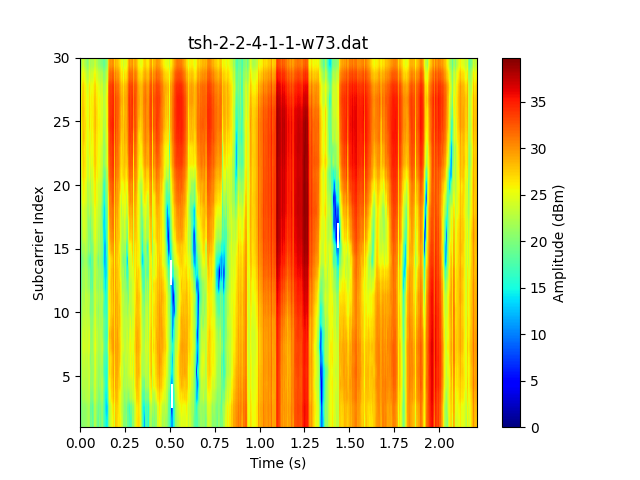 tsh-2-2-4-1-1-w73.dat
30
25
20
15
10
5
Subcarrier Index
0.00 0.25 0.50 0.75 1.00 1.25 1.50 1.75 2.00
Time (s)
35
30
25
20
15
10
5
0
Amplitude (dBm)